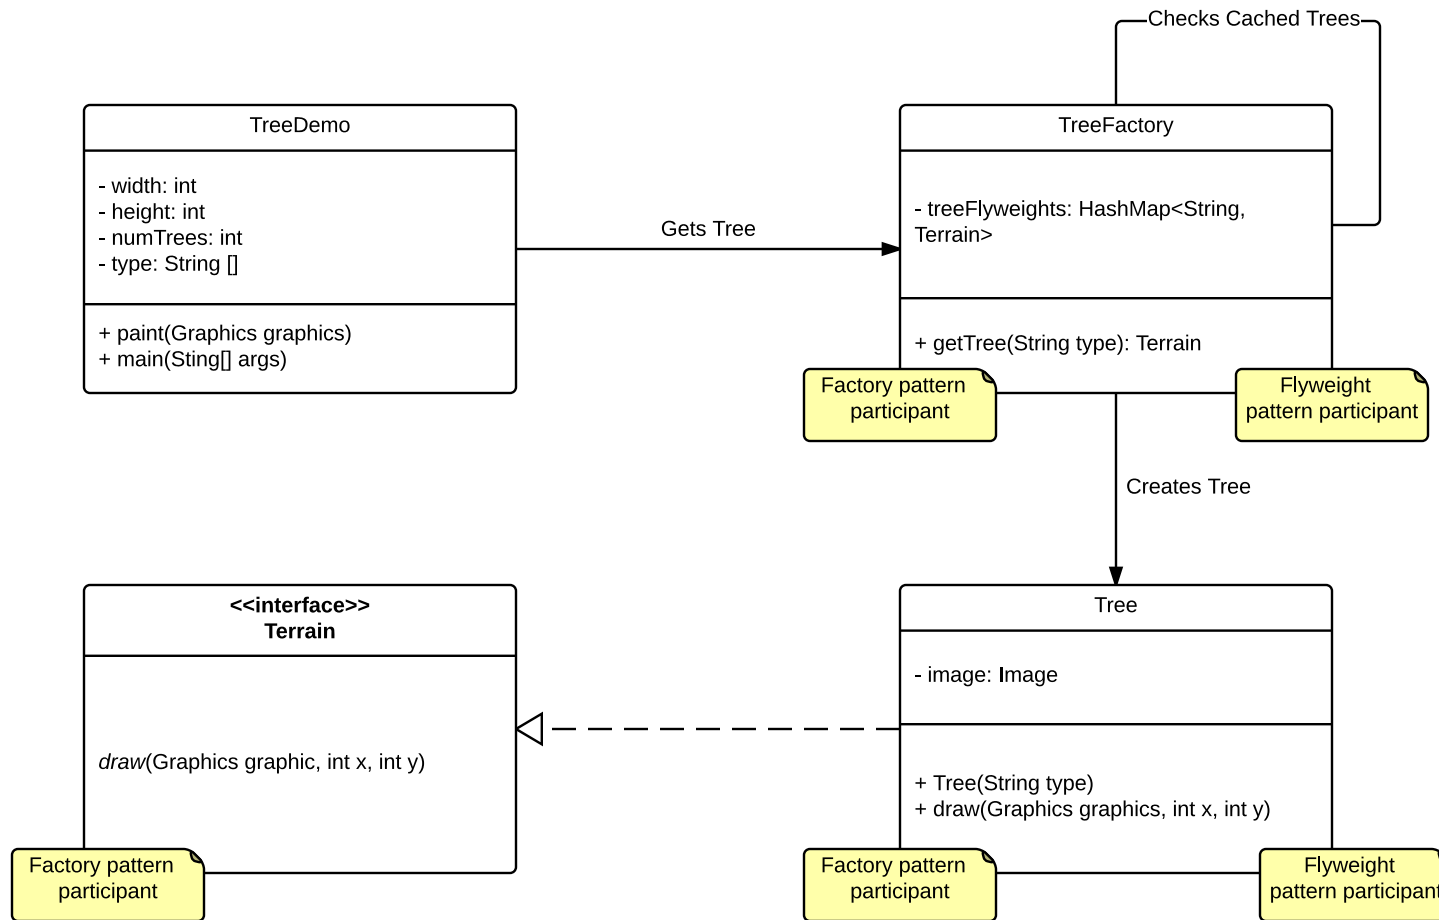 Checks Cached Trees
TreeDemo
- width: int
- height: int
- numTrees: int
- type: String []
+ paint(Graphics graphics)
+ main(Sting[] args)
Gets Tree
TreeFactory
- treeFlyweights: HashMap<String,
Terrain>
+ getTree(String type): Terrain
Factory pattern
participant
Flyweight
pattern participant
Creates Tree
<<interface>>
Terrain
draw(Graphics graphic, int x, int y)
Factory pattern
participant
Tree
- image: Image
+ Tree(String type)
+ draw(Graphics graphics, int x, int y)
Factory pattern
participant
Flyweight
pattern participant